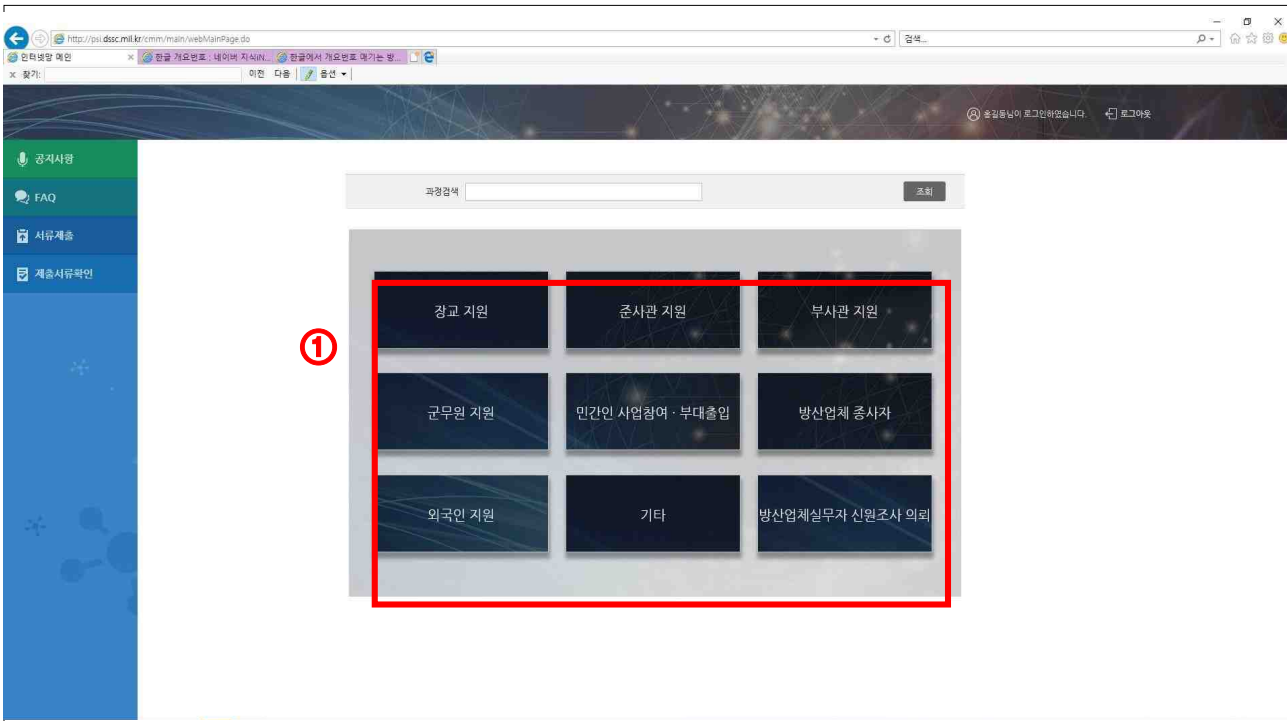 http://psi.dssc.mil.kr/cmm/main/webMainPage.do
검색...
인터넷망 메인
한글 개요번호 : 네이버 지식iN...
한글에서 개요번호 매기는 방...
x 찾기:
이전 다음
옵션
홍길동님이 로그인하였습니다.
로그아웃
공지사항
FAQ
서류제출
제출서류확인
과정검색
조회
①
장교 지원
준사관 지원
부사관 지원
군무원 지원
민간인 사업참여 · 부대출입
방산업체 종사자
외국인 지원
기타
방산업체실무자 신원조사 의뢰